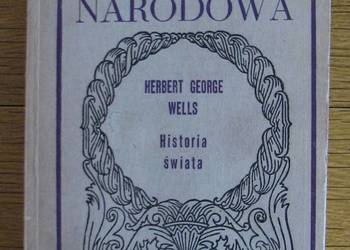 NARODOWA
HERBERT GEORGE
WELLS
Historia
świata